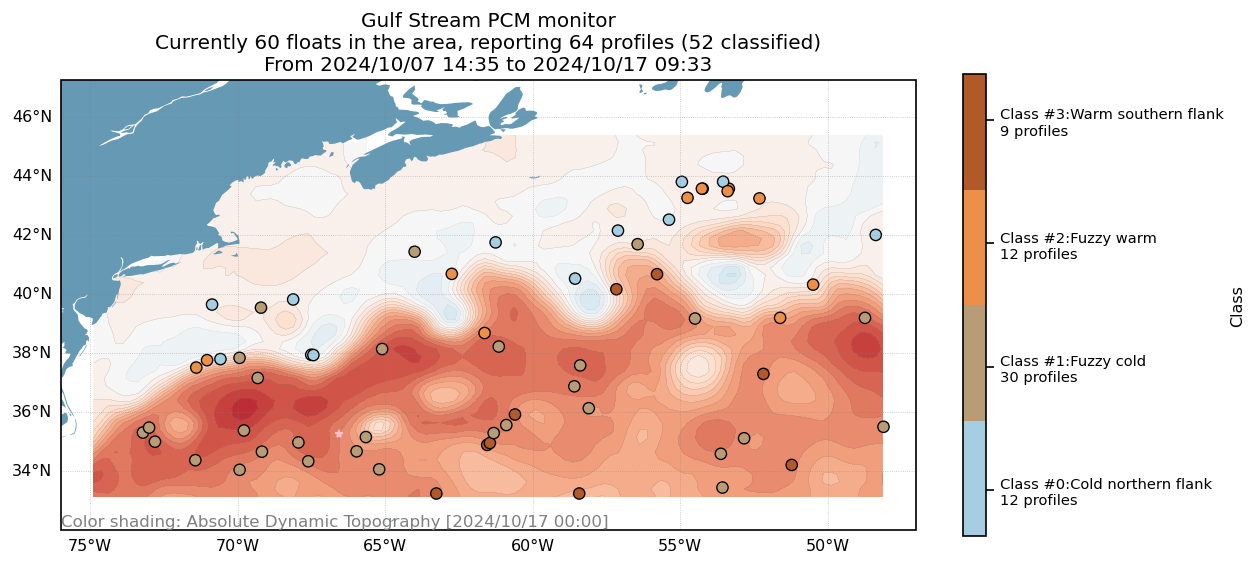 Gulf Stream PCM monitor
Currently 60 floats in the area, reporting 64 profiles (52 classified)
From 2024/10/07 14:35 to 2024/10/17 09:33
46°N
44°N
42°N
40°N
38°N
36°N
34°N
Color shading: Absolute Dynamic Topography [2024/10/17 00:00]
75°W
70°W
65°W
60°W
55°W
50°W
Class #3:Warm southern flank
9 profiles
Class #2:Fuzzy warm
12 profiles
Class #1:Fuzzy cold
30 profiles
Class #0:Cold northern flank
12 profiles
Class